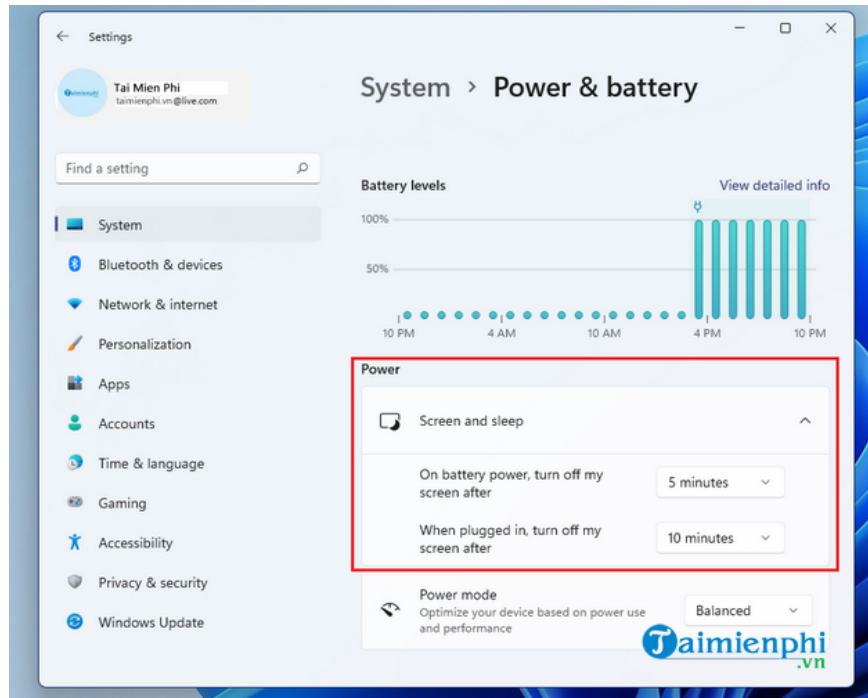 Settings
Tai Mien Phi
taimienphi.vn@live.com
Find a setting
System
Bluetooth & devices
Network & internet
Personalization
Apps
Accounts
Time & language
Gaming
Accessibility
Privacy & security
Windows Update
System > Power & battery
Battery levels
View detailed info
100%
50%
10 PM
4 AM
10 AM
4 PM
10 PM
Power
Screen and sleep
On battery power, turn off my
screen after
5 minutes
When plugged in, turn off my
screen after
10 minutes
Power mode
Optimize your device based on power use
and performance
Balanced
Taimienphi
.vn